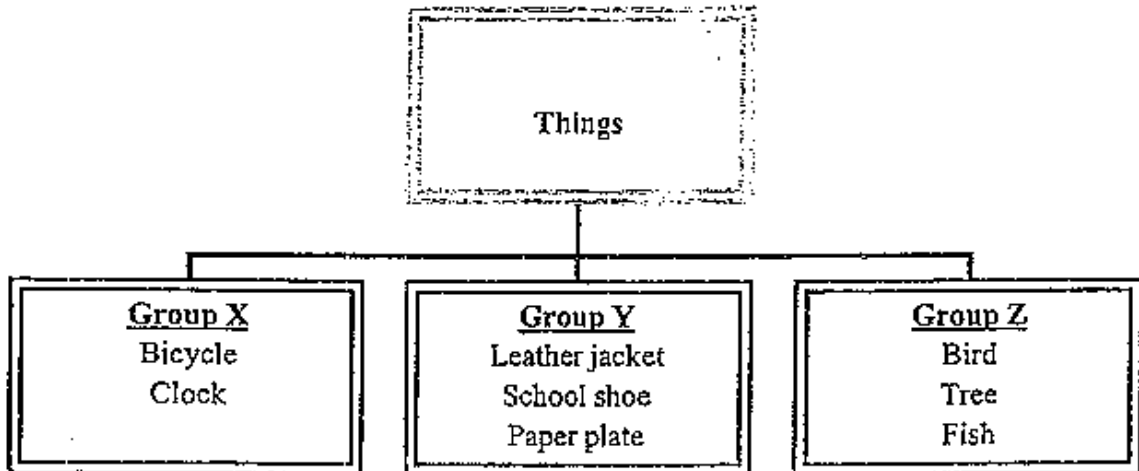 Things
Group X
Bicycle
Clock
Group Y
Leather jacket
School shoe
Paper plate
Group Z
Bird
Tree
Fish